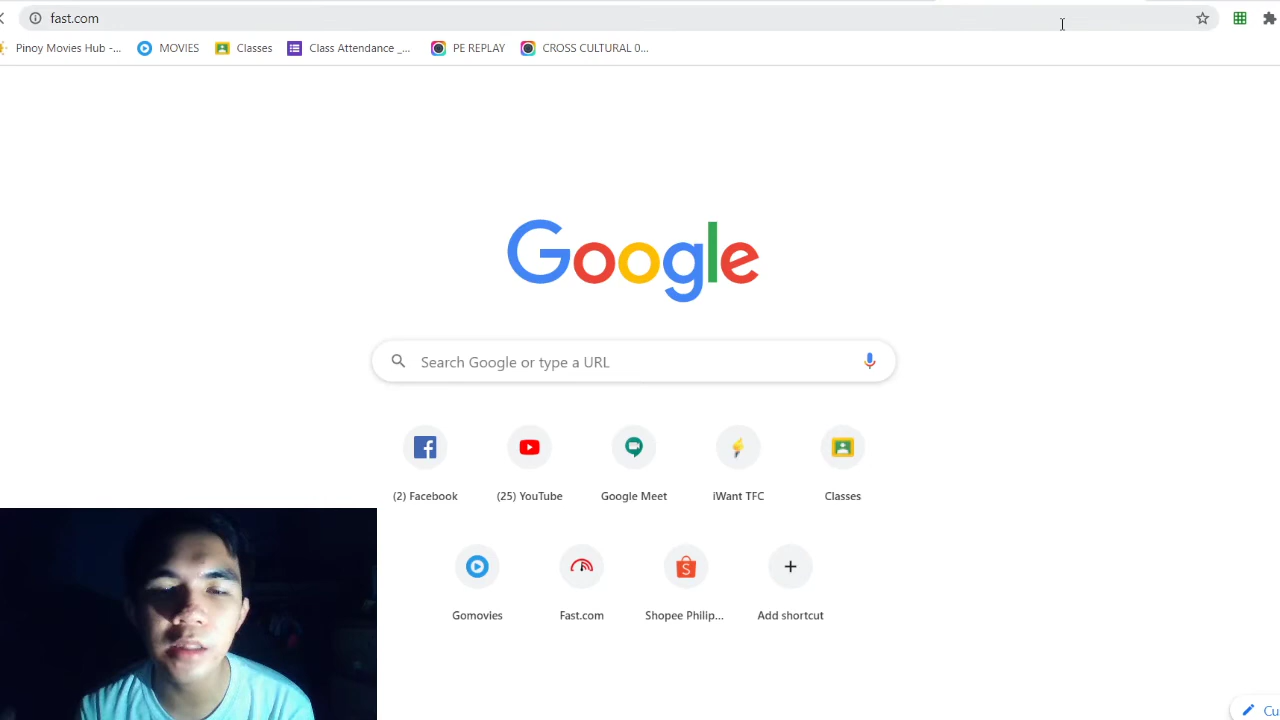 fast.com
Pinoy Movies Hub -...
MOVIES
Classes
Class Attendance _...
PE REPLAY
CROSS CULTURAL 0...
Google
Search Google or type a URL
(2) Facebook
(25) YouTube
Google Meet
iWant TFC
Classes
Gomovies
Fast.com
Shopee Philip...
Add shortcut
Cu